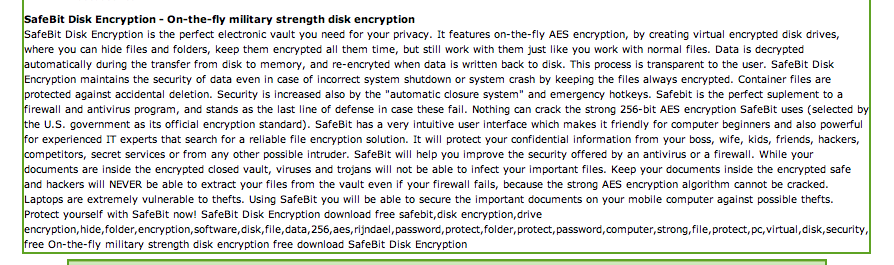 SafeBit Disk Encryption - On-the-fly military strength disk encryption
SafeBit Disk Encryption is the perfect electronic vault you need for your privacy. It features on-the-fly AES encryption, by creating virtual encrypted disk drives,
where you can hide files and folders, keep them encrypted all them time, but still work with them just like you work with normal files. Data is decrypted
automatically during the transfer from disk to memory, and re-encryted when data is written back to disk. This process is transparent to the user. SafeBit Disk
Encryption maintains the security of data even in case of incorrect system shutdown or system crash by keeping the files always encrypted. Container files are
protected against accidental deletion. Security is increased also by the "automatic closure system" and emergency hotkeys. Safebit is the perfect suplement to a
firewall and antivirus program, and stands as the last line of defense in case these fail. Nothing can crack the strong 256-bit AES encryption SafeBit uses (selected by
the U.S. government as its official encryption standard). SafeBit has a very intuitive user interface which makes it friendly for computer beginners and also powerful
for experienced IT experts that search for a reliable file encryption solution. It will protect your confidential information from your boss, wife, kids, friends, hackers,
competitors, secret services or from any other possible intruder. SafeBit will help you improve the security offered by an antivirus or a firewall. While your
documents are inside the encrypted closed vault, viruses and trojans will not be able to infect your important files. Keep your documents inside the encrypted safe
and hackers will NEVER be able to extract your files from the vault even if your firewall fails, because the strong AES encryption algorithm cannot be cracked.
Laptops are extremely vulnerable to thefts. Using SafeBit you will be able to secure the important documents on your mobile computer against possible thefts.
Protect yourself with SafeBit now! SafeBit Disk Encryption download free safebit,disk encryption,drive
encryption,hide,folder,encryption,software,disk,file,data,256,aes,rijndael,password,protect,folder,protect,password,computer,strong,file,protect,pc,virtual,disk,security,
free On-the-fly military strength disk encryption free download SafeBit Disk Encryption